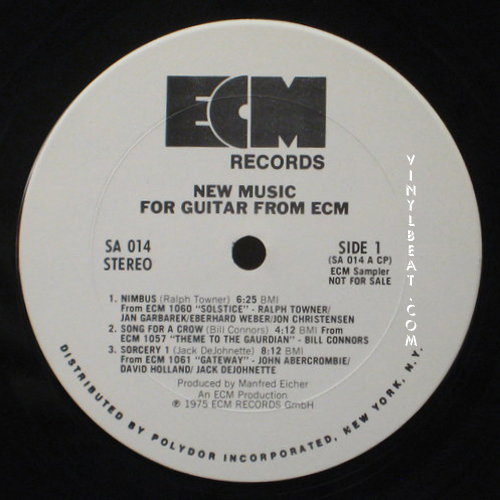 ECM
RECORDS
NEW MUSIC
FOR GUITAR FROM ECM
SA 014
STEREO
SIDE 1
(SA 014 A CP)
ECM Sampler
NOT FOR SALE
1. NIMBUS (Ralph Towner) 6:25 BMI
From ECM 1060 "SOLSTICE" - RALPH TOWNER/
JAN GARBAREK/EBERHARD WEBER/JON CHRISTENSEN
2. SONG FOR A CROW (Bill Connors) 4:12 BMI From
ECM 1057 "THEME TO THE GAURDIAN" - BILL CONNORS
3. SORCERY 1 (Jack DeJohnette) 8:12 BMI
From ECM 1061 "GATEWAY" - JOHN ABERCROMBIE/
DAVID HOLLAND/ JACK DEJOHNETTE
Produced by Manfred Eicher
An ECM Production
℗ 1975 ECM RECORDS GmbH
DISTRIBUTED BY POLYDOR INCORPORATED, NEW YORK, N.Y.
VINYLBEAT.COM